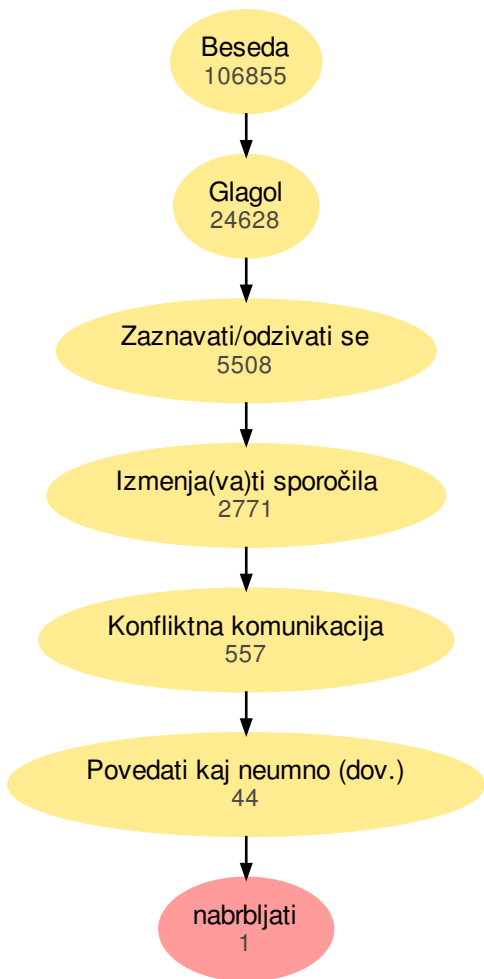 Beseda
106855
Glagol
24628
Zaznavati/odzivati se
5508
Izmenja(va)ti sporočila
2771
Konfliktna komunikacija
557
Povedati kaj neumno (dov.)
44
nabrbljati
1